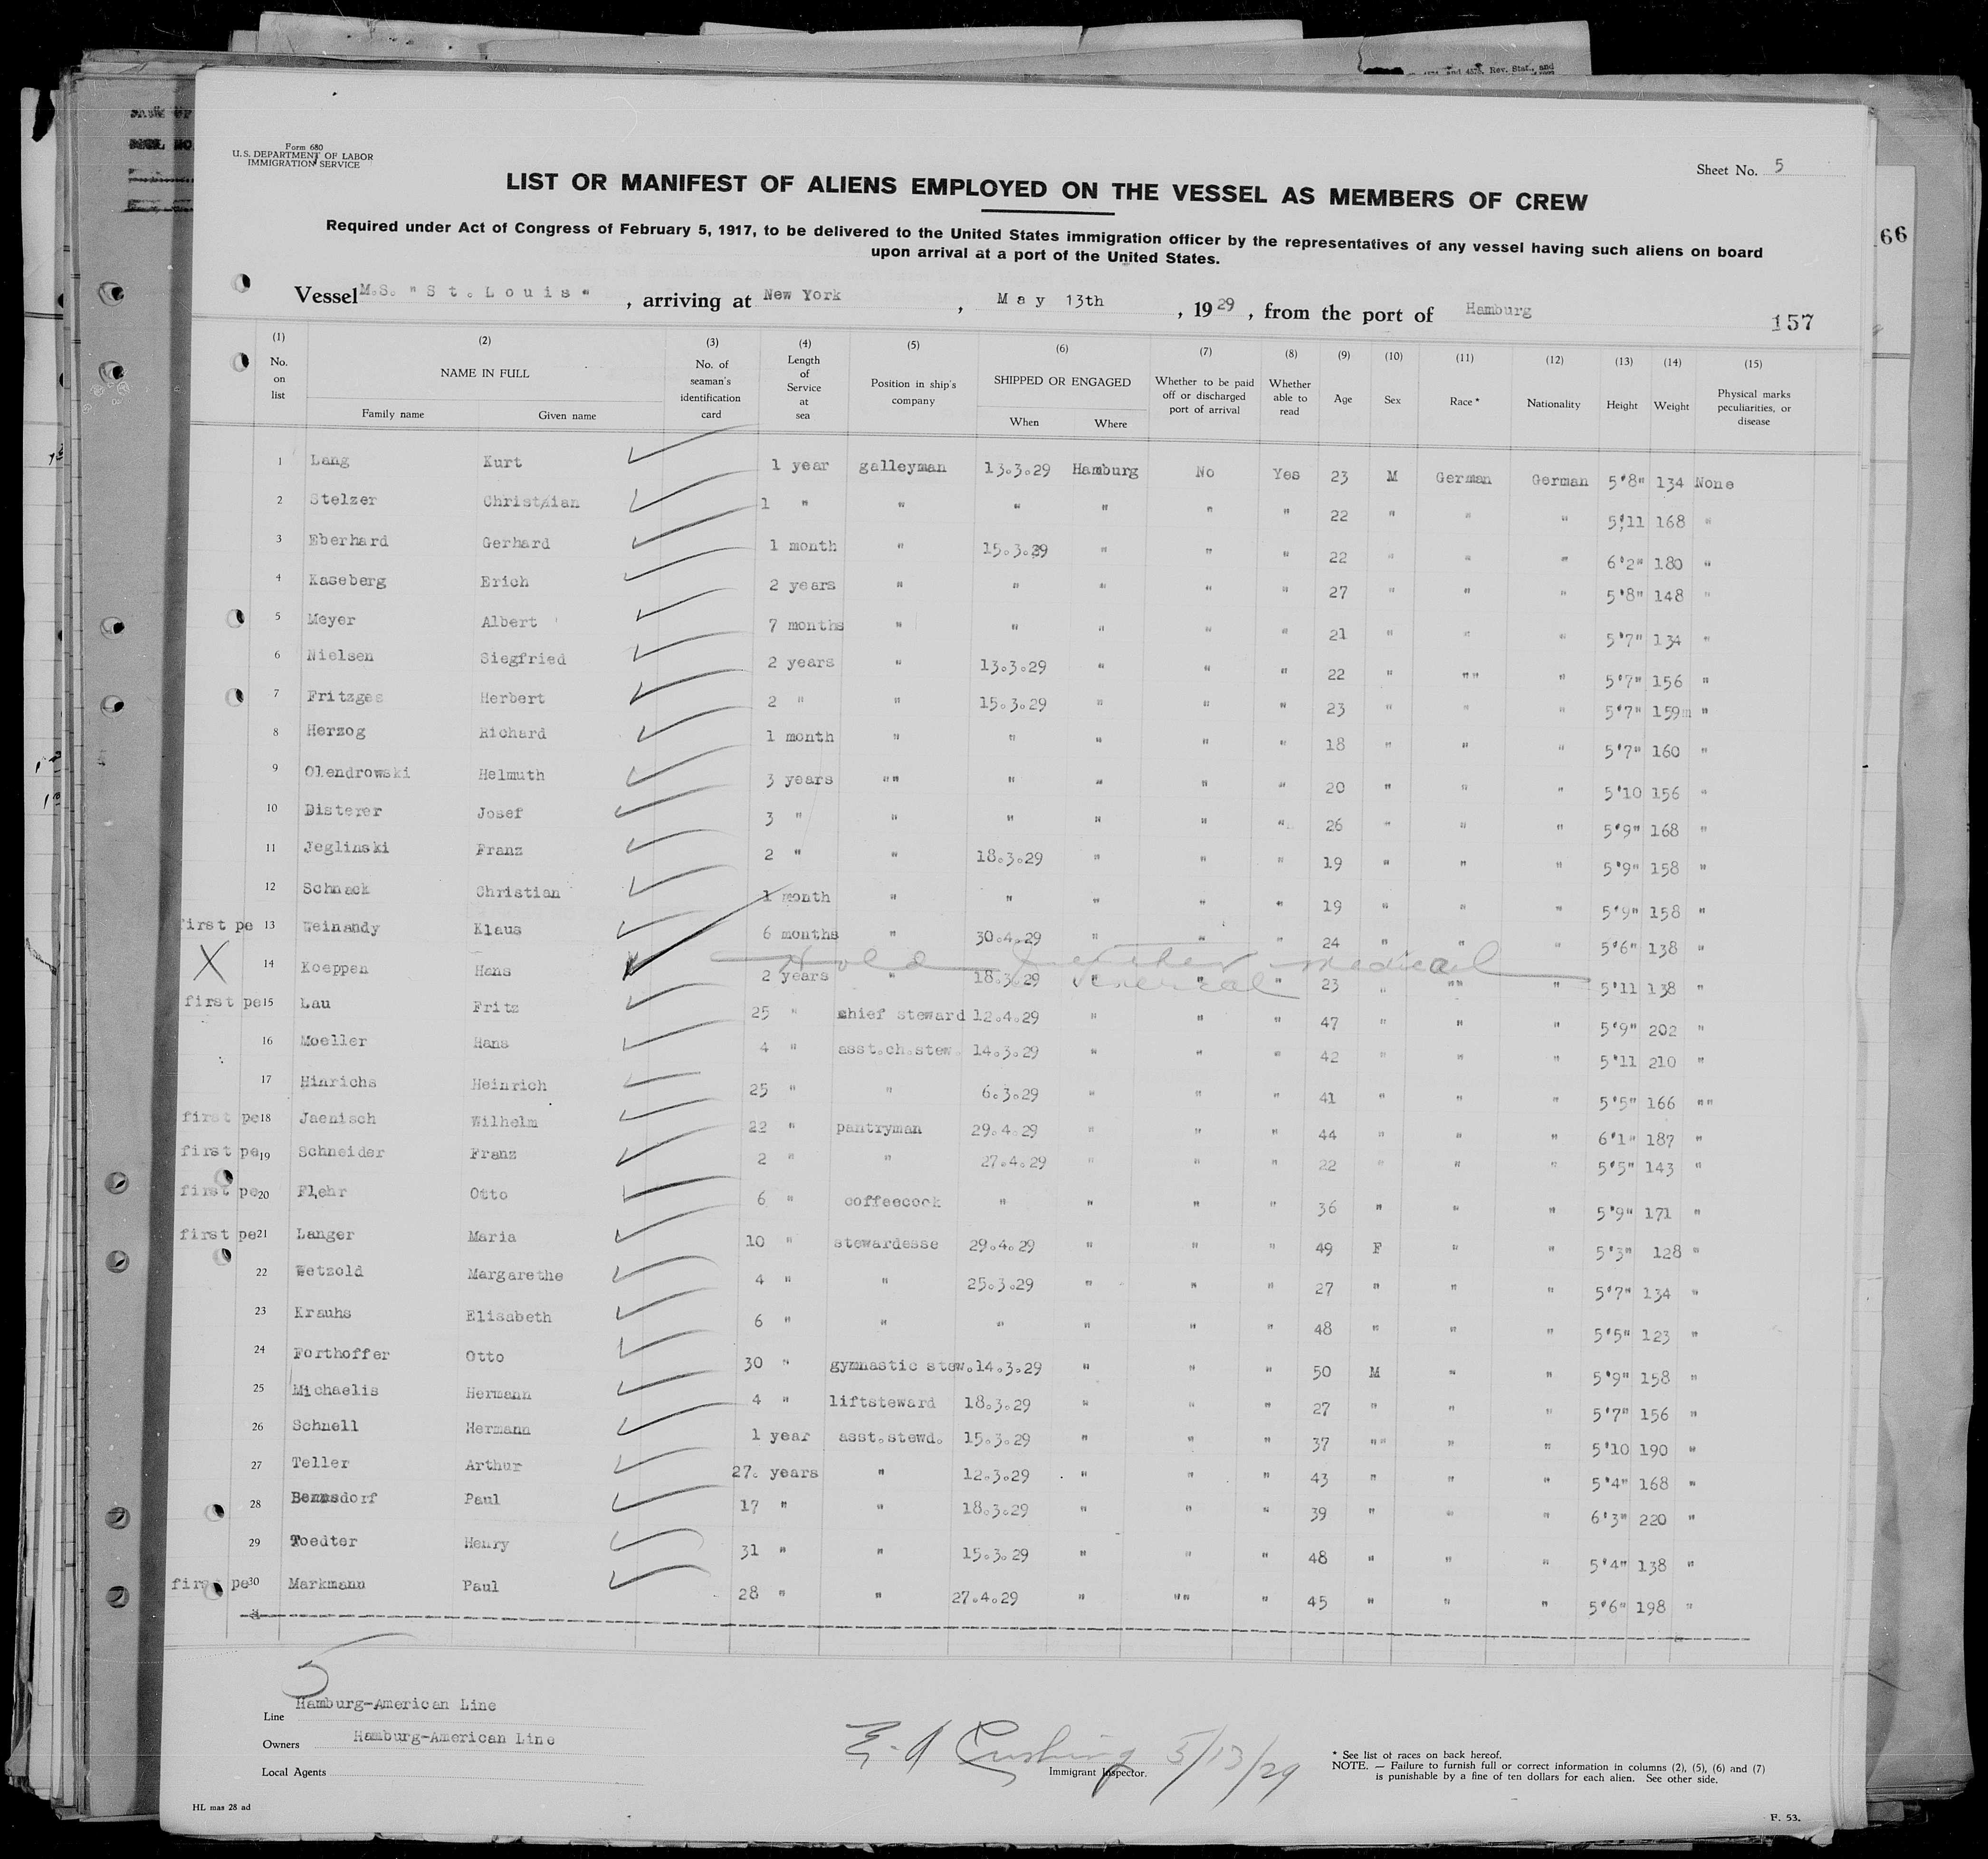 and 4578, Rev. Stat., and
66
Form 680
U. S. DEPARTMENT OF LABOR
IMMIGRATION SERVICE
Sheet No. 5
LIST OR MANIFEST OF ALIENS EMPLOYED ON THE VESSEL AS MEMBERS OF CREW
Required under Act of Congress of February 5, 1917, to be delivered to the United States immigration officer by the representatives of any vessel having such aliens on board
upon arrival at a port of the United States.
Vessel M.S. "St. Louis" , arriving at New York , May 13th , 1929 , from the port of Hamburg
157
(1) No. on list (2) NAME IN FULL Family name Given name (3) No. of seaman's identification card (4) Length of Service at sea (5) Position in ship's company (6) SHIPPED OR ENGAGED When Where (7) Whether to be paid off or discharged port of arrival (8) Whether able to read (9) Age (10) Sex (11) Race * (12) Nationality (13) Height (14) Weight (15) Physical marks peculiarities, or disease
1 Lang Kurt 1 year galleyman 13.3.29 Hamburg No Yes 23 M German German 5'8" 134 None
2 Stelzer Christian 1 " " " " " " 22 " " " 5'11 168 "
3 Eberhard Gerhard 1 month " 15.3.29 " " " 22 " " " 6'2" 180 "
4 Kaseberg Erich 2 years " " " " " 27 " " " 5'8" 148 "
5 Meyer Albert 7 months " " " " " 21 " " " 5'7" 134 "
6 Nielsen Siegfried 2 years " 13.3.29 " " " 22 " "" " 5'7" 156 "
7 Fritzges Herbert 2 " " 15.3.29 " " " 23 " " " 5'7" 159 "
8 Herzog Richard 1 month " " " " " 18 " " " 5'7" 160 "
9 Olendrowski Helmuth 3 years "" " " " " 20 " " " 5'10 156 "
10 Disterer Josef 3 " " " " " " 26 " " " 5'9" 168 "
11 Jeglinski Franz 2 " " 18.3.29 " " " 19 " " " 5'9" 158 "
12 Schnack Christian 1 month " " " " " 19 " " " 5'9" 158 "
first pe 13 Weinandy Klaus 6 months " 30.4.29 " " " 24 " " " 5'6" 138 "
Hold further medical
X 14 Koeppen Hans 2 years " 18.3.29 " " " 23 " "" " 5'11 138 "
Venereal
first pe 15 Lau Fritz 25 " chief steward 12.4.29 " " " 47 " " " 5'9" 202 "
16 Moeller Hans 4 " asst.ch.stew. 14.3.29 " " " 42 " " " 5'11 210 "
17 Hinrichs Heinrich 25 " " 6.3.29 " " " 41 " " " 5'5" 166 ""
first pe 18 Jaenisch Wilhelm 22 " pantryman 29.4.29 " " " 44 " " " 6'1" 187 "
first pe 19 Schneider Franz 2 " " 27.4.29 " " " 22 " " " 5'5" 143 "
first pe 20 Flehr Otto 6 " coffeecook " " " " 36 " " " 5'9" 171 "
first pe 21 Langer Maria 10 " stewardesse 29.4.29 " " " 49 F " " 5'3" 128 "
22 Wetzold Margarethe 4 " " 25.3.29 " " " 27 " " " 5'7" 134 "
23 Krauhs Elisabeth 6 " " " " " " 48 " " " 5'5" 123 "
24 Forthoffer Otto 30 " gymnastic stew. 14.3.29 " " " 50 M " " 5'9" 158 "
25 Michaelis Hermann 4 " liftsteward 18.3.29 " " " 27 " " " 5'7" 156 "
26 Schnell Hermann 1 year asst.stewd. 15.3.29 " " " 37 "" " " 5'10 190 "
27 Teller Arthur 27. years " 12.3.29 " " " 43 " " " 5'4" 168 "
28 Paul 17 " " 18.3.29 " " " 39 " " " 6'3" 220 "
29 Toedter Henry 31 " " 15.3.29 " " " 48 " " " 5'4" 138 "
first pe 30 Markmann Paul 28 " " 27.4.29 " "" " 45 " " " 5'6" 198 "
5
Line Hamburg-American Line
Owners Hamburg-American Line
Local Agents
E. A Cushing 5/13/29
Immigrant Inspector.
* See list of races on back hereof.
NOTE. — Failure to furnish full or correct information in columns (2), (5), (6) and (7)
is punishable by a fine of ten dollars for each alien. See other side.
HL mas 28 ad
F. 53.